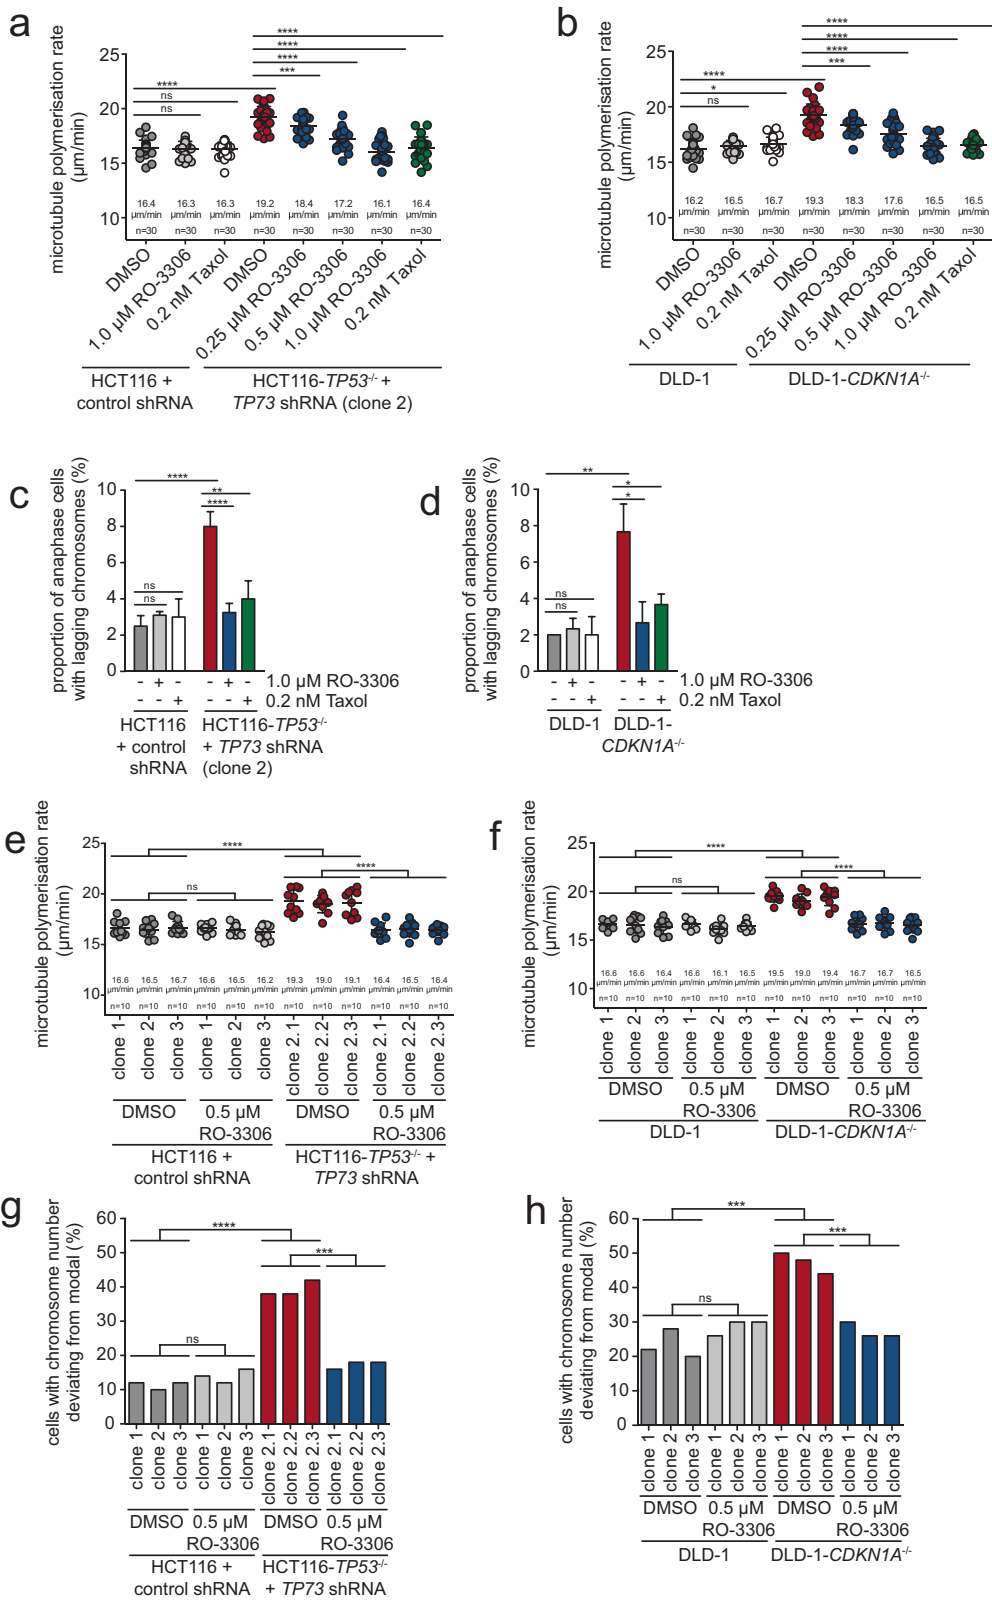 a
microtubule polymerisation rate
(µm/min)
25
20
15
10
****
ns
ns
****
****
****
***
16.4 µm/min
16.3 µm/min
16.3 µm/min
19.2 µm/min
18.4 µm/min
17.2 µm/min
16.1 µm/min
16.4 µm/min
n=30 n=30 n=30 n=30 n=30 n=30 n=30 n=30
DMSO
1.0 µM RO-3306
0.2 nM Taxol
DMSO
0.25 µM RO-3306
0.5 µM RO-3306
1.0 µM RO-3306
0.2 nM Taxol
HCT116 +
control shRNA
HCT116-TP53-/- +
TP73 shRNA (clone 2)
b
microtubule polymerisation rate
(µm/min)
25
20
15
10
****
*
ns
****
****
****
***
16.2 µm/min
16.5 µm/min
16.7 µm/min
19.3 µm/min
18.3 µm/min
17.6 µm/min
16.5 µm/min
16.5 µm/min
n=30 n=30 n=30 n=30 n=30 n=30 n=30 n=30
DMSO
1.0 µM RO-3306
0.2 nM Taxol
DMSO
0.25 µM RO-3306
0.5 µM RO-3306
1.0 µM RO-3306
0.2 nM Taxol
DLD-1
DLD-1-CDKN1A-/-
c
proportion of anaphase cells
with lagging chromosomes (%)
10
8
6
4
2
0
****
**
****
ns
ns
- + - - + - 1.0 µM RO-3306
- - + - - + 0.2 nM Taxol
HCT116
+ control
shRNA
HCT116-TP53-/-
+ TP73 shRNA
(clone 2)
d
proportion of anaphase cells
with lagging chromosomes (%)
10
8
6
4
2
0
**
*
*
ns
ns
- + - - + - 1.0 µM RO-3306
- - + - - + 0.2 nM Taxol
DLD-1
DLD-1-
CDKN1A-/-
e
microtubule polymerisation rate
(µm/min)
25
20
15
10
****
****
ns
16.6 µm/min
16.5 µm/min
16.7 µm/min
16.6 µm/min
16.5 µm/min
16.2 µm/min
19.3 µm/min
19.0 µm/min
19.1 µm/min
16.4 µm/min
16.5 µm/min
16.4 µm/min
n=10 n=10 n=10 n=10 n=10 n=10 n=10 n=10 n=10 n=10 n=10 n=10
clone 1
clone 2
clone 3
clone 1
clone 2
clone 3
clone 2.1
clone 2.2
clone 2.3
clone 2.1
clone 2.2
clone 2.3
DMSO
0.5 µM
RO-3306
DMSO
0.5 µM
RO-3306
HCT116 +
control shRNA
HCT116-TP53-/- +
TP73 shRNA
f
microtubule polymerisation rate
(µm/min)
25
20
15
10
****
****
ns
16.6 µm/min
16.6 µm/min
16.4 µm/min
16.6 µm/min
16.1 µm/min
16.5 µm/min
19.5 µm/min
19.0 µm/min
19.4 µm/min
16.7 µm/min
16.7 µm/min
16.5 µm/min
n=10 n=10 n=10 n=10 n=10 n=10 n=10 n=10 n=10 n=10 n=10 n=10
clone 1
clone 2
clone 3
clone 1
clone 2
clone 3
clone 1
clone 2
clone 3
clone 1
clone 2
clone 3
DMSO
0.5 µM
RO-3306
DMSO
0.5 µM
RO-3306
DLD-1
DLD-1-CDKN1A-/-
g
cells with chromosome number
deviating from modal (%)
60
50
40
30
20
10
0
****
***
ns
clone 1
clone 2
clone 3
clone 1
clone 2
clone 3
clone 2.1
clone 2.2
clone 2.3
clone 2.1
clone 2.2
clone 2.3
DMSO
0.5 µM
RO-3306
DMSO
0.5 µM
RO-3306
HCT116 +
control shRNA
HCT116-TP53-/-
+ TP73 shRNA
h
cells with chromosome number
deviating from modal (%)
60
50
40
30
20
10
0
***
***
ns
clone 1
clone 2
clone 3
clone 1
clone 2
clone 3
clone 1
clone 2
clone 3
clone 1
clone 2
clone 3
DMSO
0.5 µM
RO-3306
DMSO
0.5 µM
RO-3306
DLD-1
DLD-1-CDKN1A-/-